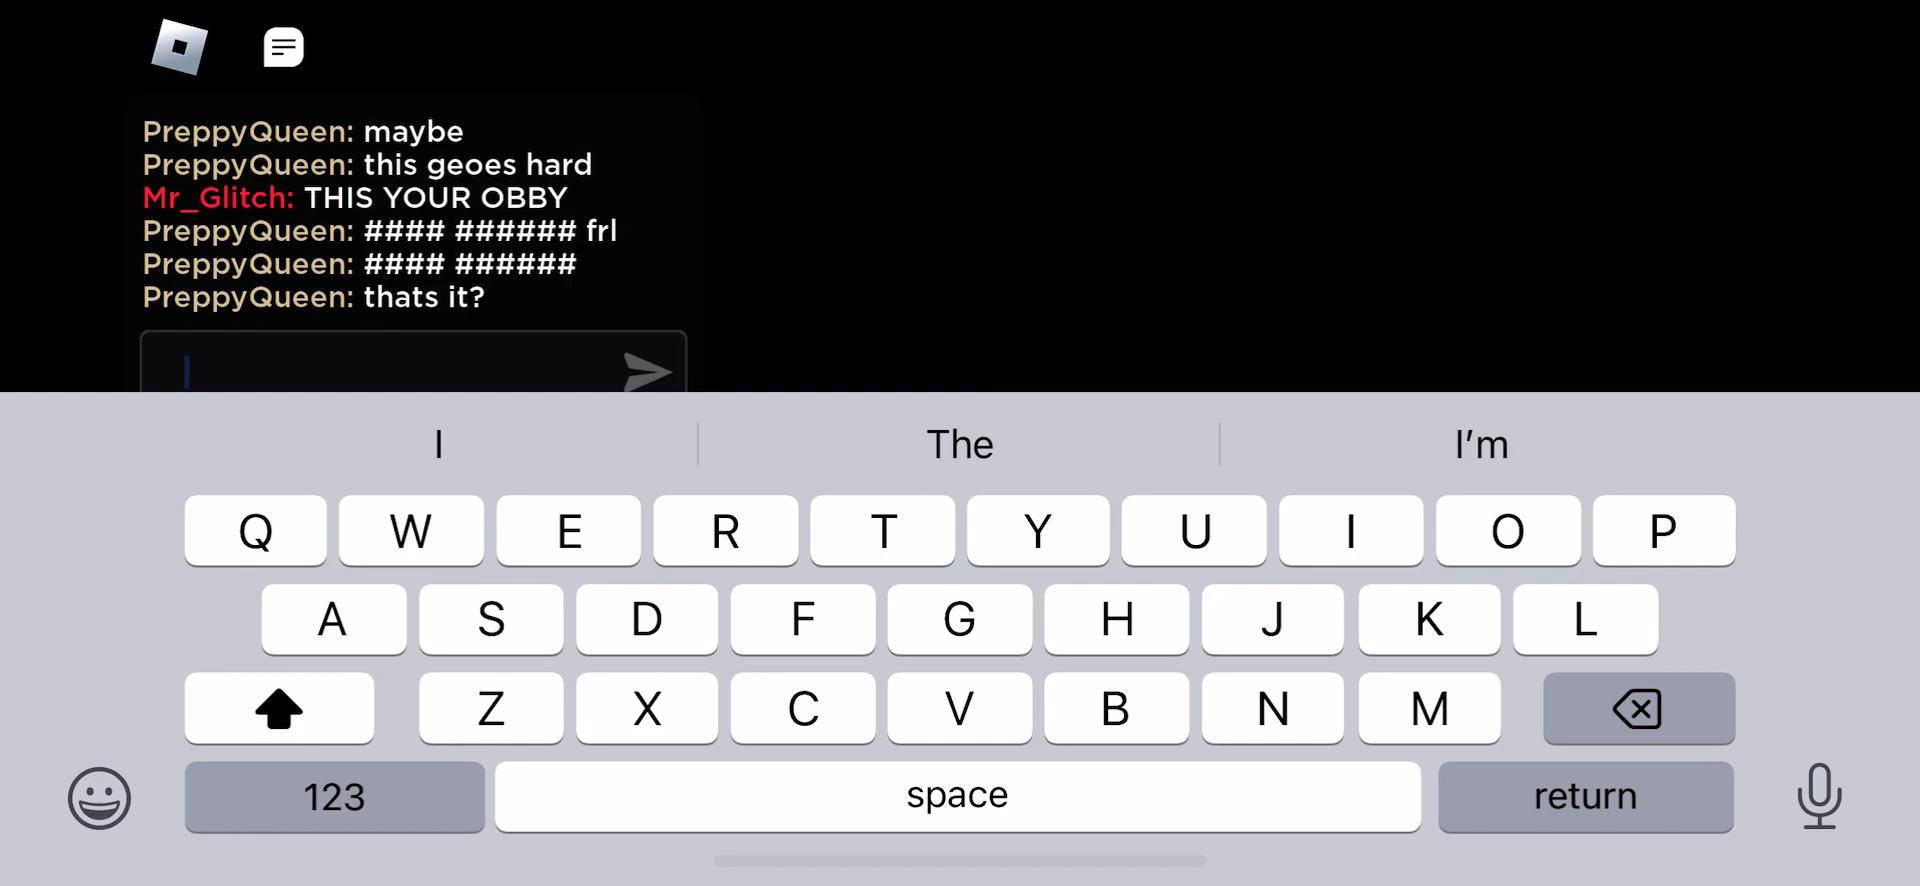 PreppyQueen: maybe
PreppyQueen: this geoes hard
Mr_Glitch: THIS YOUR OBBY
PreppyQueen: #### ###### frl
PreppyQueen: #### ######
PreppyQueen: thats it?
I The I’m
Q W E R T Y U I O P
A S D F G H J K L
Z X C V B N M
123 space return